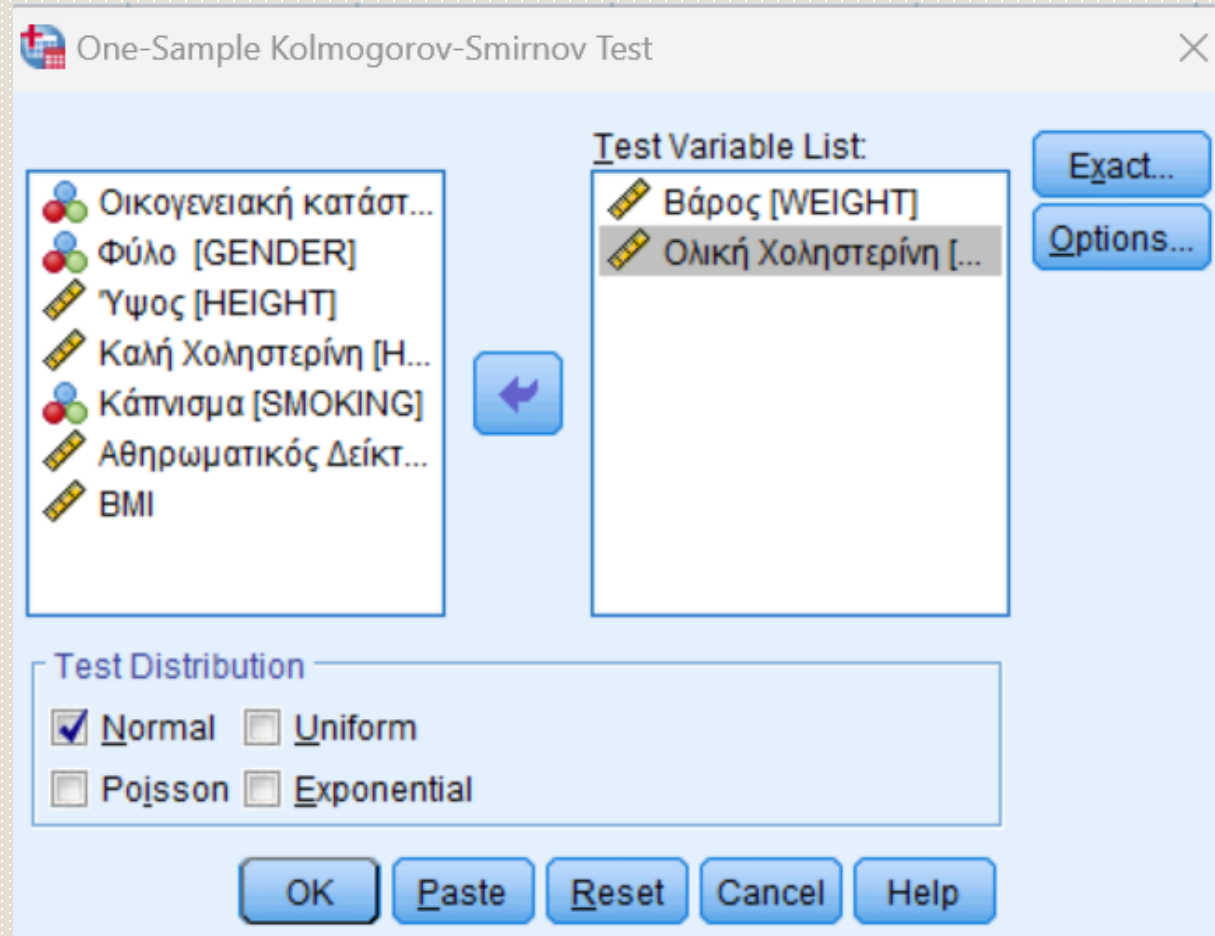 One-Sample Kolmogorov-Smirnov Test
Test Variable List:
Οικογενειακή κατάστ...
Φύλο [GENDER]
Ύψος [HEIGHT]
Καλή Χοληστερίνη [H...
Κάπνισμα [SMOKING]
Αθηρωματικός Δείκτ...
BMI
Βάρος [WEIGHT]
Ολική Χοληστερίνη [...
Exact...
Options...
Test Distribution
Normal Uniform
Poisson Exponential
OK Paste Reset Cancel Help